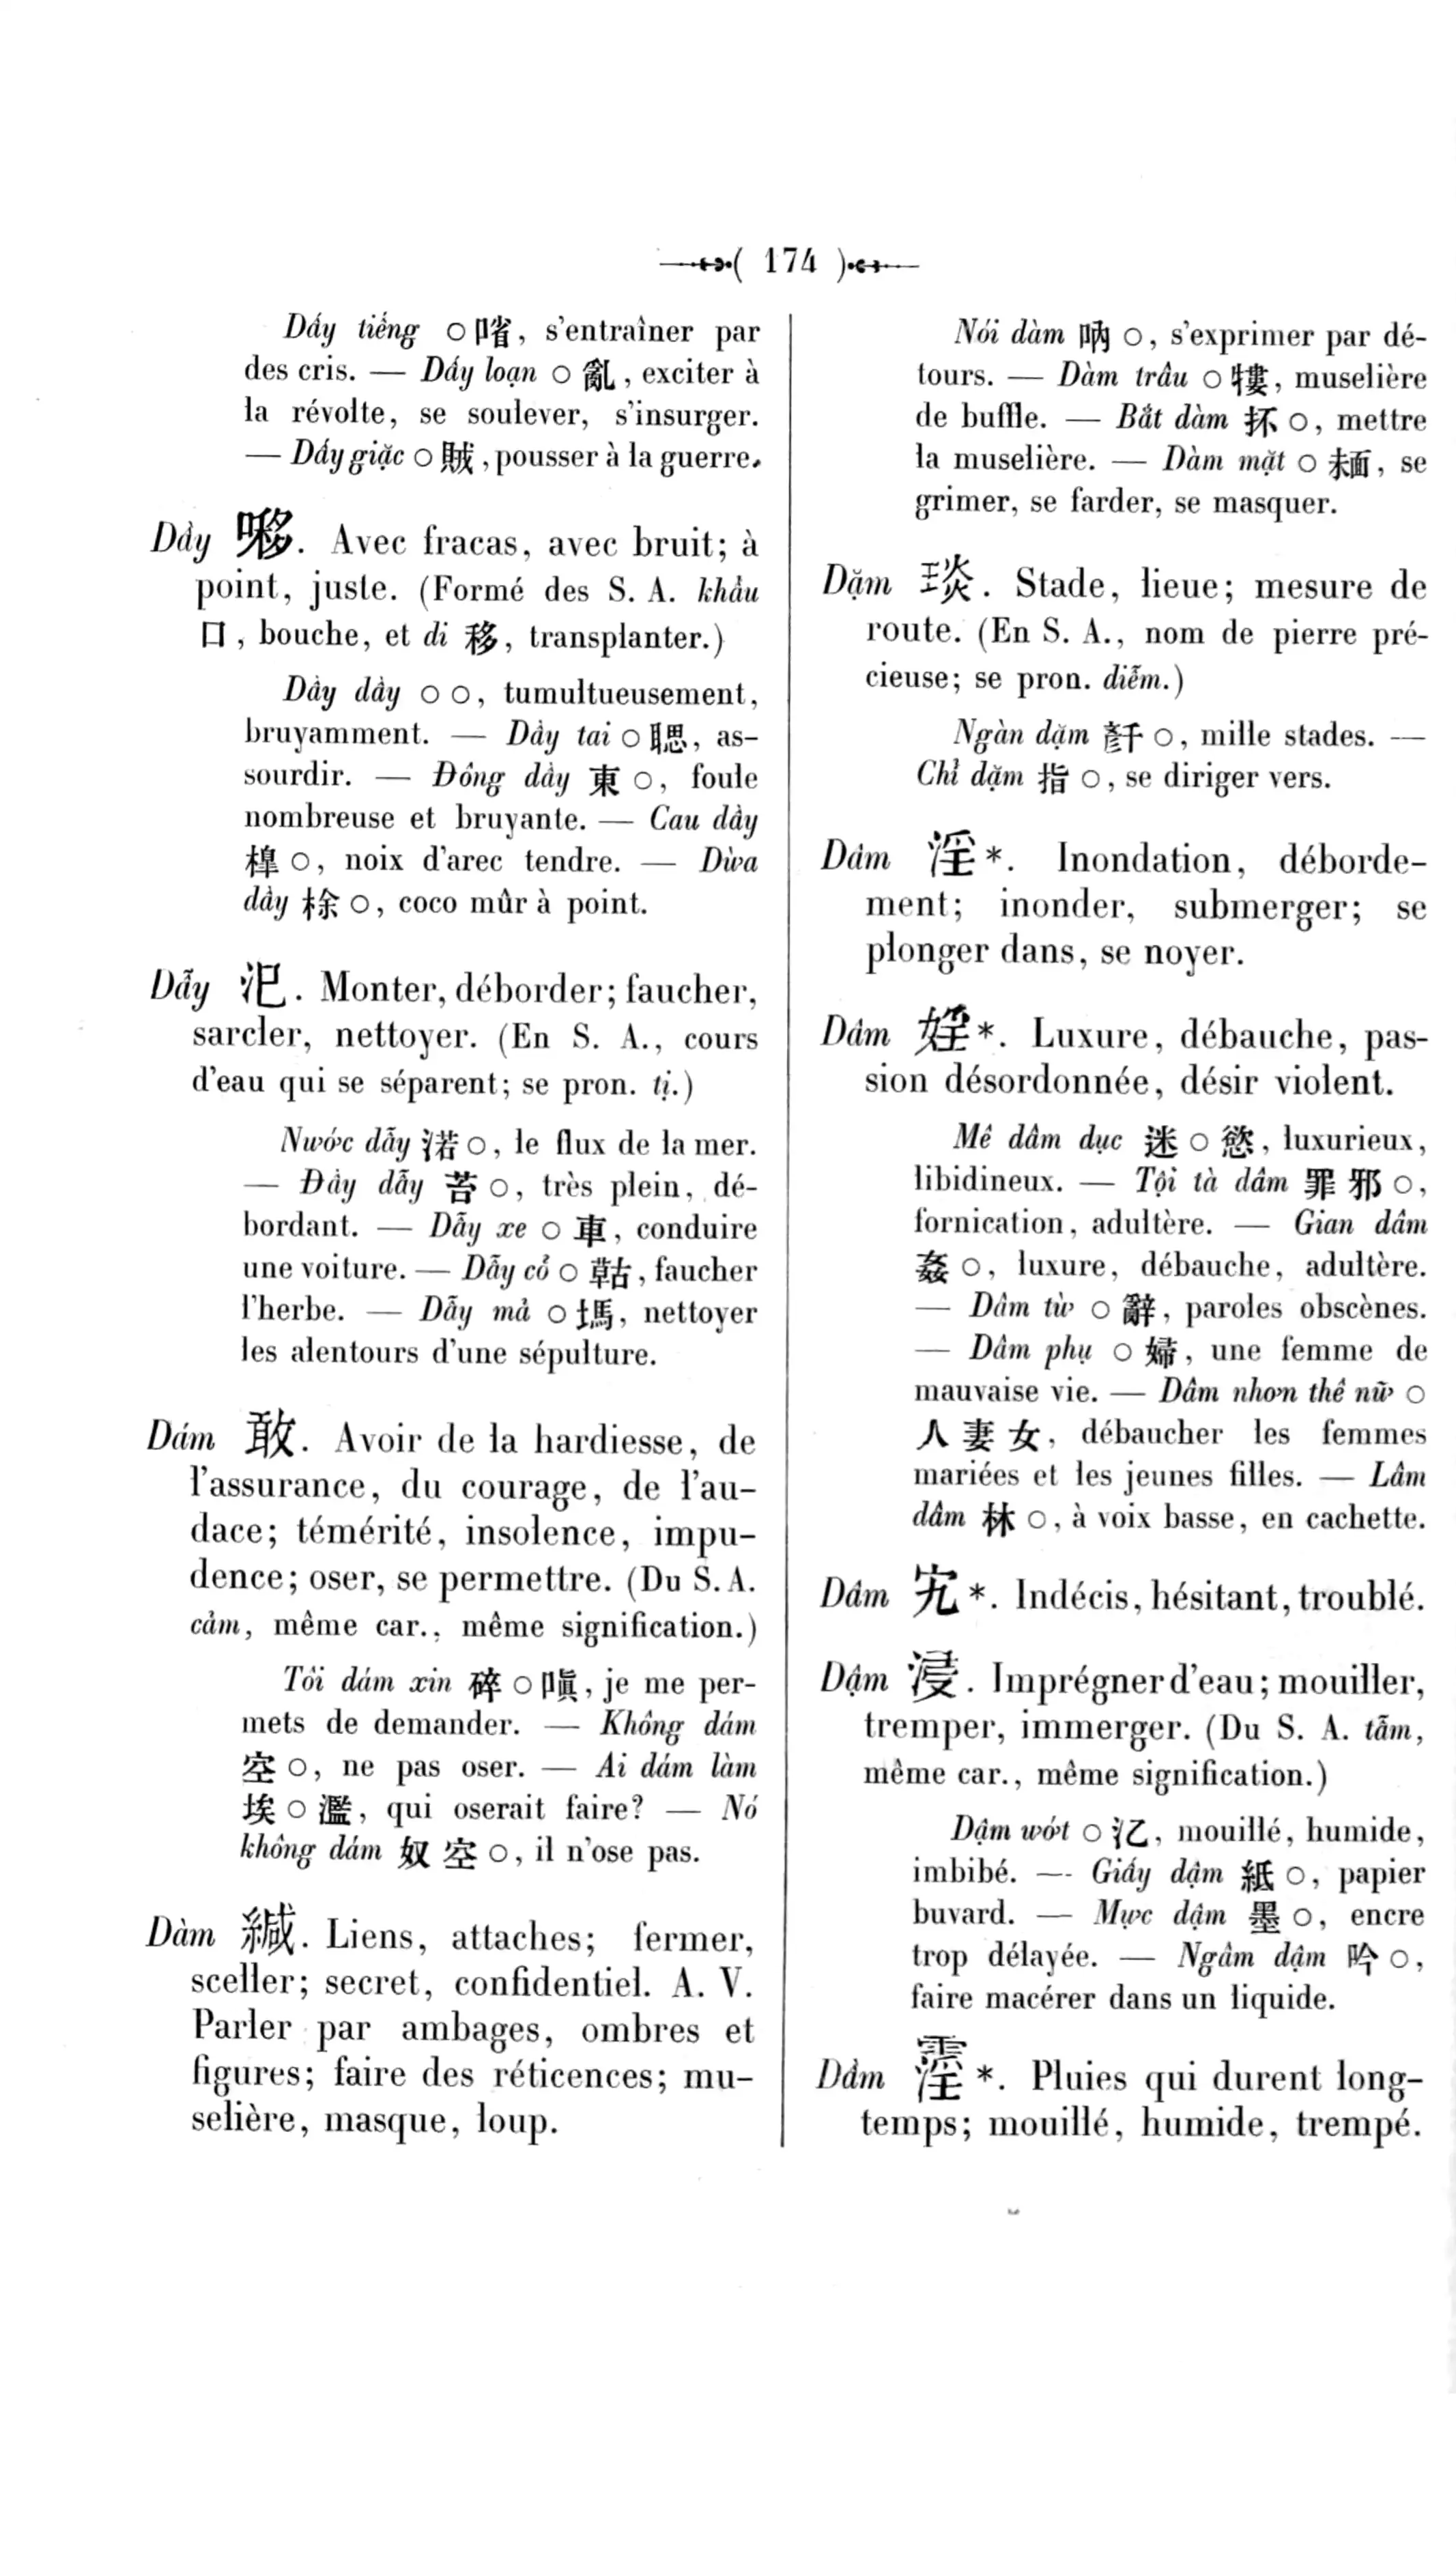 ( 174 )
Dấy tiếng ○ 㗂, s'entraîner par
des cris. — Dấy loạn ○ 亂, exciter à
la révolte, se soulever, s'insurger.
— Dấy giặc ○ 賊, pousser à la guerre.
Dầy 𠿯. Avec fracas, avec bruit; à
point, juste. (Formé des S. A. khẩu
口, bouche, et di 移, transplanter.)
Dầy dầy ○ ○, tumultueusement,
bruyamment. — Dầy tai ○ 聰, as-
sourdir. — Đông dầy 東 ○, foule
nombreuse et bruyante. — Cau dầy
槔 ○, noix d'arec tendre. — Dừa
dầy 梌 ○, coco mûr à point.
Dẫy 汜. Monter, déborder; faucher,
sarcler, nettoyer. (En S. A., cours
d'eau qui se séparent; se pron. tị.)
Nước dẫy 渃 ○, le flux de la mer.
— Đầy dẫy 苔 ○, très plein, dé-
bordant. — Dẫy xe ○ 車, conduire
une voiture. — Dẫy cỏ ○ 𦹵, faucher
l'herbe. — Dẫy mả ○ 塢, nettoyer
les alentours d'une sépulture.
Dám 敢. Avoir de la hardiesse, de
l'assurance, du courage, de l'au-
dace; témérité, insolence, impu-
dence; oser, se permettre. (Du S. A.
cảm, même car., même signification.)
Tôi dám xin 碎 ○ 嗔, je me per-
mets de demander. — Không dám
空 ○, ne pas oser. — Ai dám làm
埃 ○ 濫, qui oserait faire? — Nó
không dám 奴 空 ○, il n'ose pas.
Dàm 緘. Liens, attaches; fermer,
sceller; secret, confidentiel. A. V.
Parler par ambages, ombres et
figures; faire des réticences; mu-
selière, masque, loup.
Nói dàm 吶 ○, s'exprimer par dé-
tours. — Dàm trâu ○ 𤛠, muselière
de buffle. — Bắt dàm 抔 ○, mettre
la muselière. — Dàm mặt ○ 𩈘, se
grimer, se farder, se masquer.
Dặm 琰. Stade, lieue; mesure de
route. (En S. A., nom de pierre pré-
cieuse; se pron. diễm.)
Ngàn dặm 𠦳 ○, mille stades. —
Chỉ dặm 指 ○, se diriger vers.
Dâm 淫*. Inondation, déborde-
ment; inonder, submerger; se
plonger dans, se noyer.
Dâm 婬*. Luxure, débauche, pas-
sion désordonnée, désir violent.
Mê dâm dục 迷 ○ 慾, luxurieux,
libidineux. — Tội tà dâm 罪 邪 ○,
fornication, adultère. — Gian dâm
姦 ○, luxure, débauche, adultère.
— Dâm từ ○ 辭, paroles obscènes.
— Dâm phụ ○ 婦, une femme de
mauvaise vie. — Dâm nhơn thê nữ ○
人 妻 女, débaucher les femmes
mariées et les jeunes filles. — Lâm
dâm 林 ○, à voix basse, en cachette.
Dâm 冘*. Indécis, hésitant, troublé.
Dậm 浸. Imprégner d'eau; mouiller,
tremper, immerger. (Du S. A. tẩm,
même car., même signification.)
Dậm ướt ○ 汔, mouillé, humide,
imbibé. — Giấy dậm 紙 ○, papier
buvard. — Mực dậm 墨 ○, encre
trop délayée. — Ngâm dậm 吟 ○,
faire macérer dans un liquide.
Dầm 霪*. Pluies qui durent long-
temps; mouillé, humide, trempé.